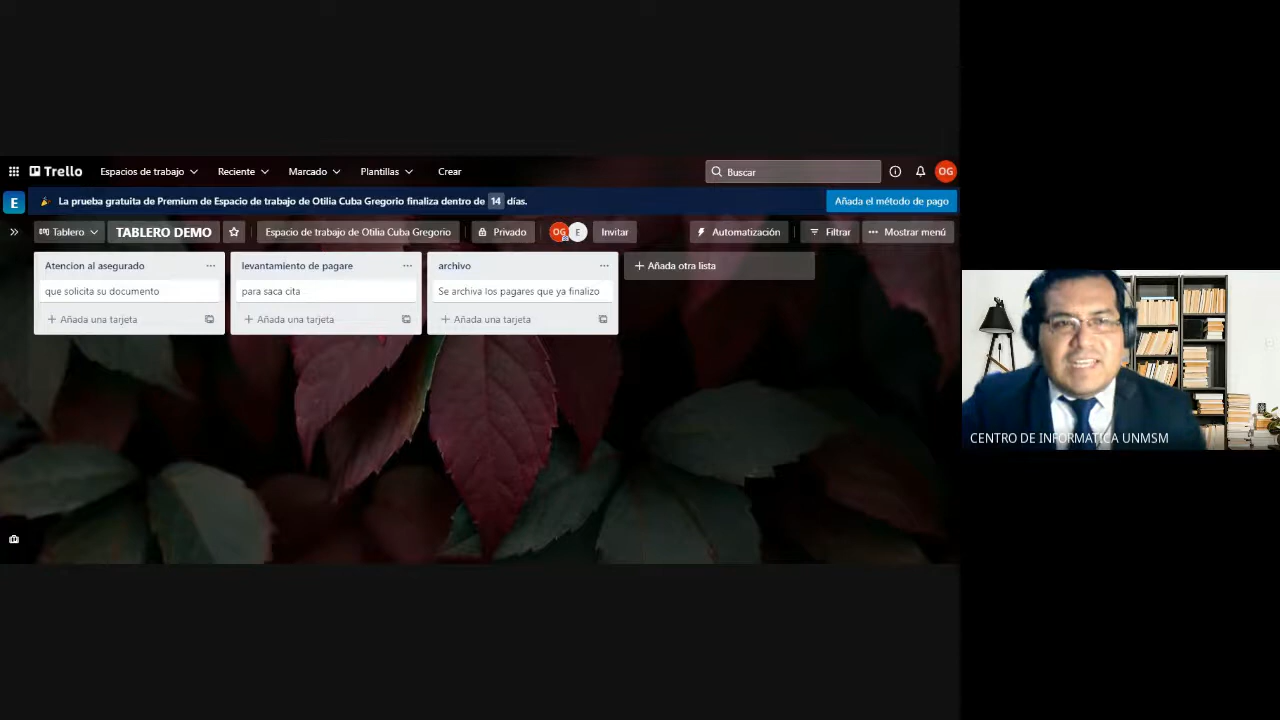 Trello Espacios de trabajo Reciente Marcado Plantillas Crear Buscar OG
E La prueba gratuita de Premium de Espacio de trabajo de Otilia Cuba Gregorio finaliza dentro de 14 días. Añada el método de pago
Tablero TABLERO DEMO Espacio de trabajo de Otilia Cuba Gregorio Privado OG E Invitar Automatización Filtrar Mostrar menú
Atencion al asegurado
que solicita su documento
Añada una tarjeta
levantamiento de pagare
para saca cita
Añada una tarjeta
archivo
Se archiva los pagares que ya finalizo
Añada una tarjeta
Añada otra lista
CENTRO DE INFORMATICA UNMSM